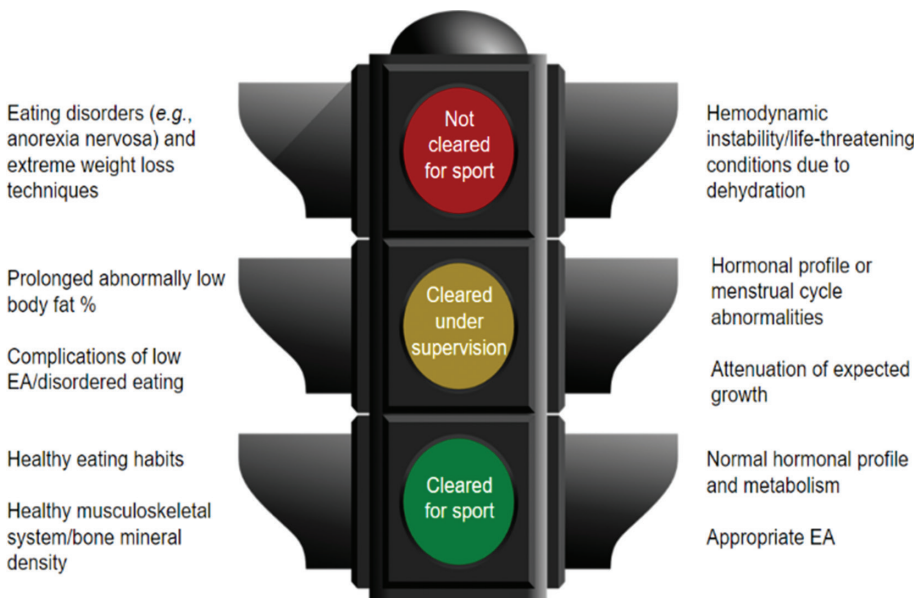 Eating disorders (e.g.,
anorexia nervosa) and
extreme weight loss
techniques
Not
cleared
for sport
Hemodynamic
instability/life-threatening
conditions due to
dehydration
Prolonged abnormally low
body fat %
Complications of low
EA/disordered eating
Cleared
under
supervision
Hormonal profile or
menstrual cycle
abnormalities
Attenuation of expected
growth
Healthy eating habits
Healthy musculoskeletal
system/bone mineral
density
Cleared
for sport
Normal hormonal profile
and metabolism
Appropriate EA